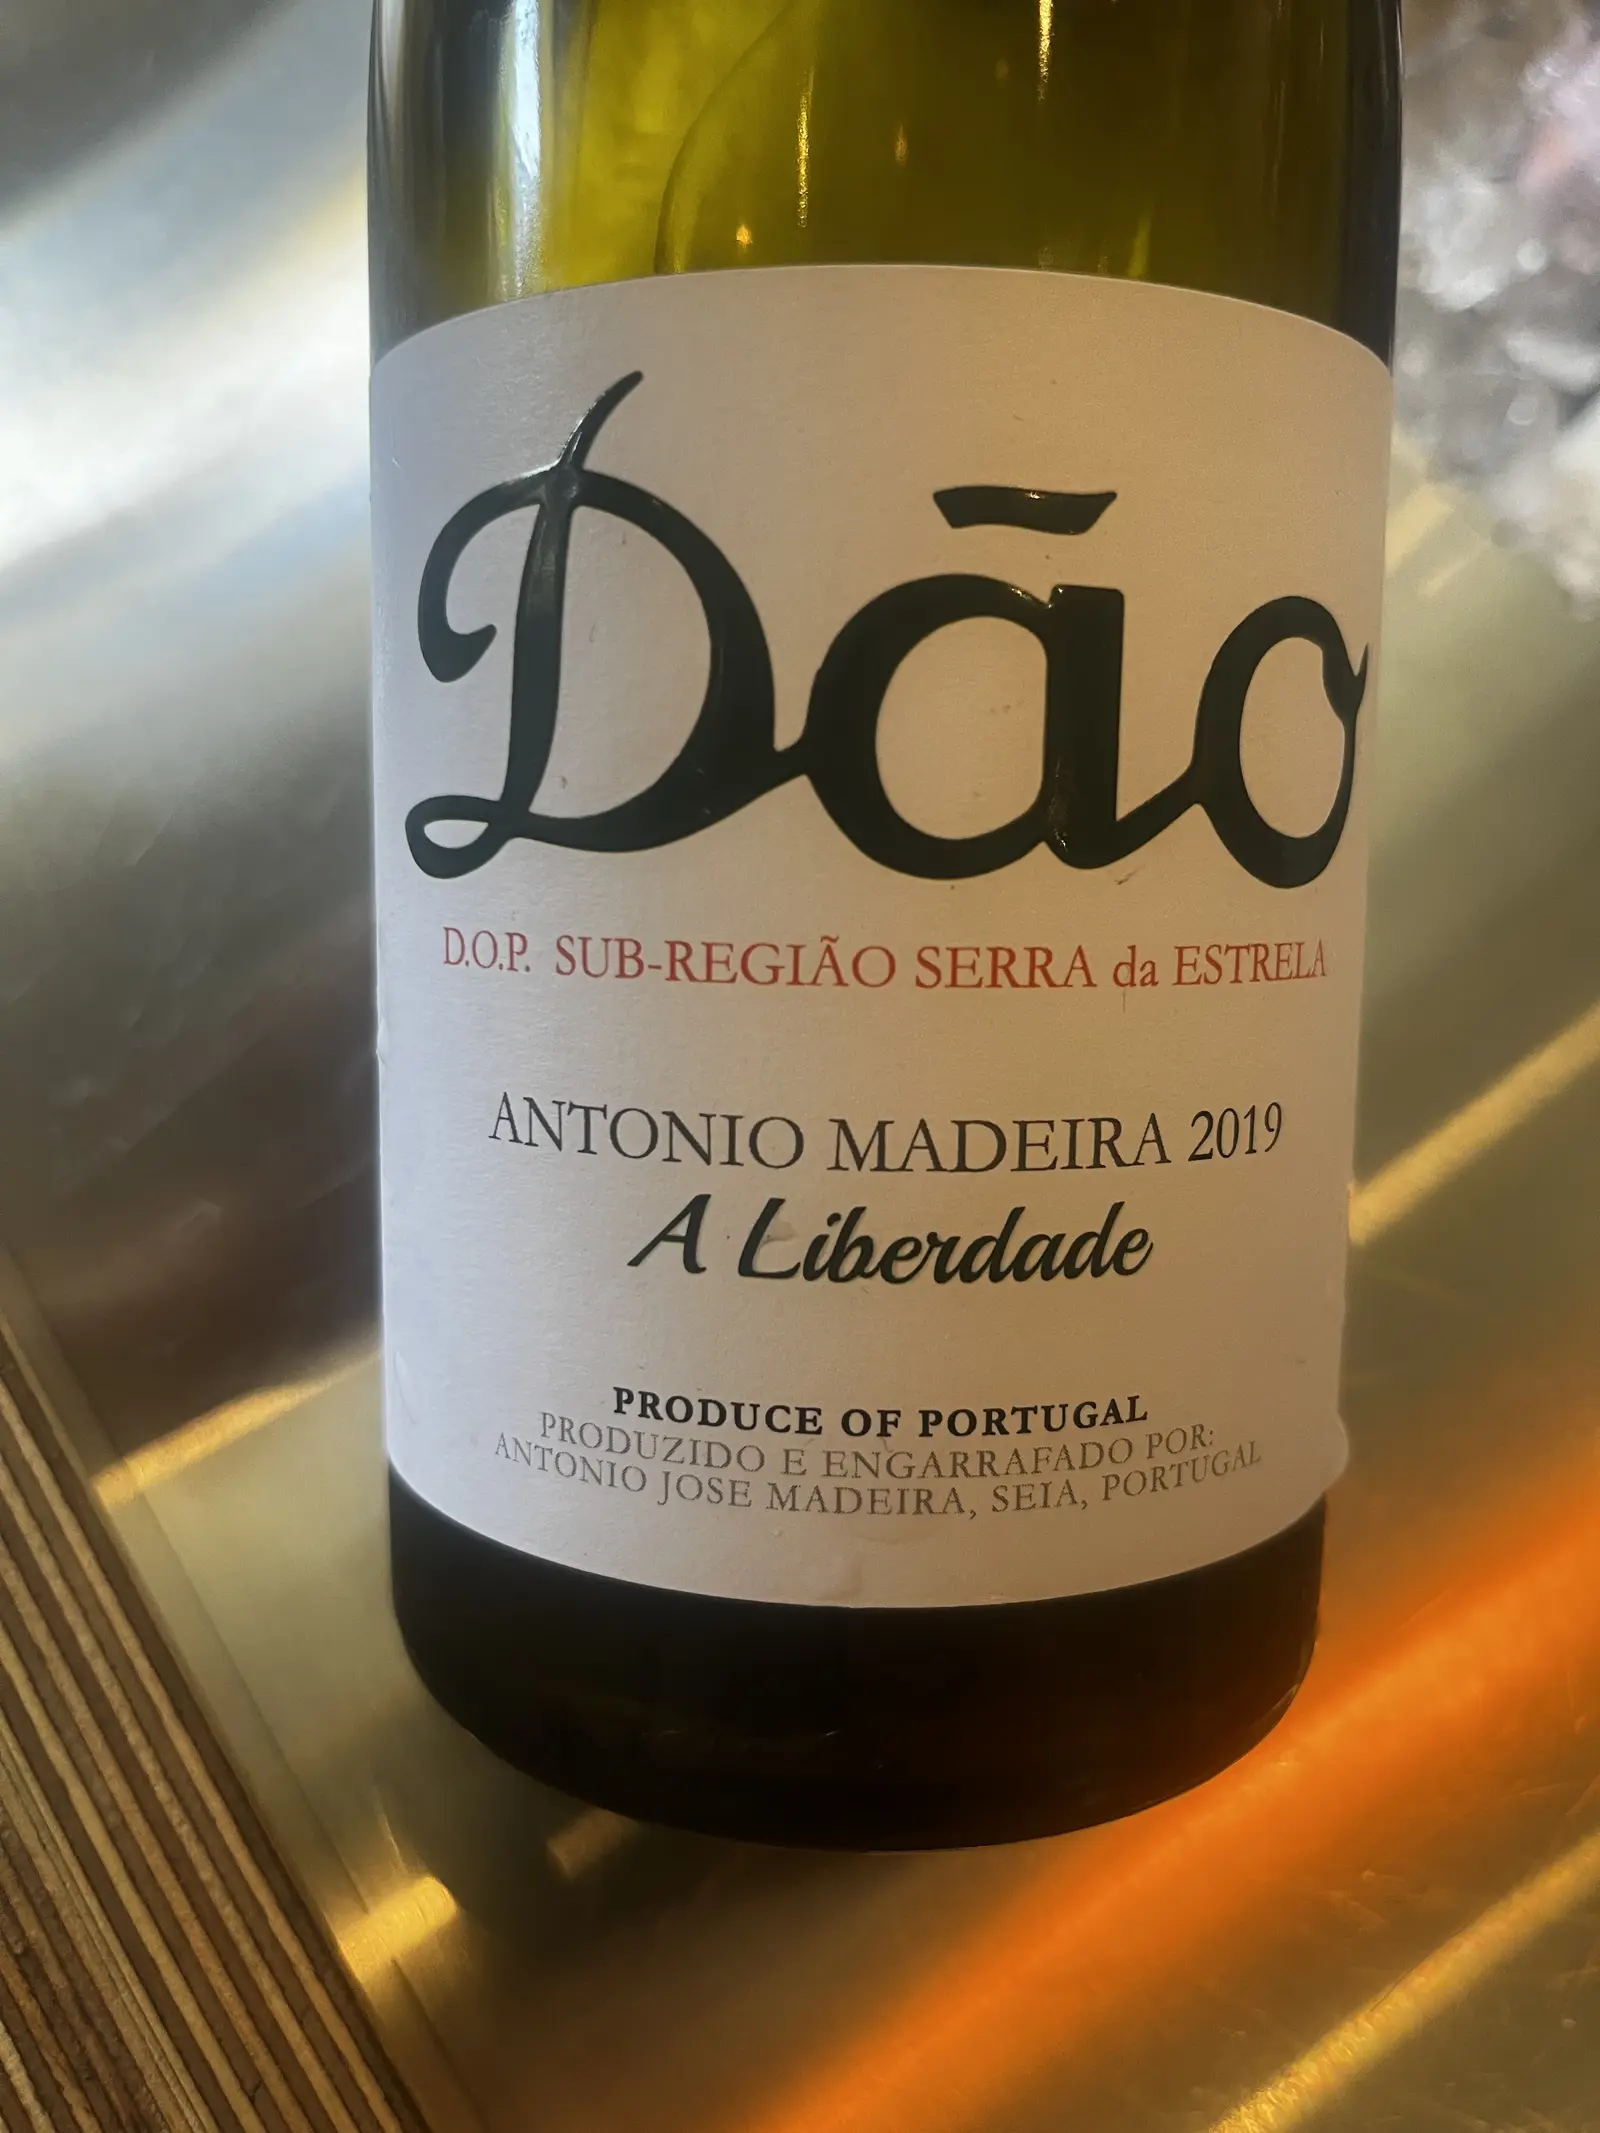 Dão
D.O.P. SUB-REGIÃO SERRA da ESTRELA
ANTONIO MADEIRA 2019
A Liberdade
PRODUCE OF PORTUGAL
PRODUZIDO E ENGARRAFADO POR:
ANTONIO JOSE MADEIRA, SEIA, PORTUGAL